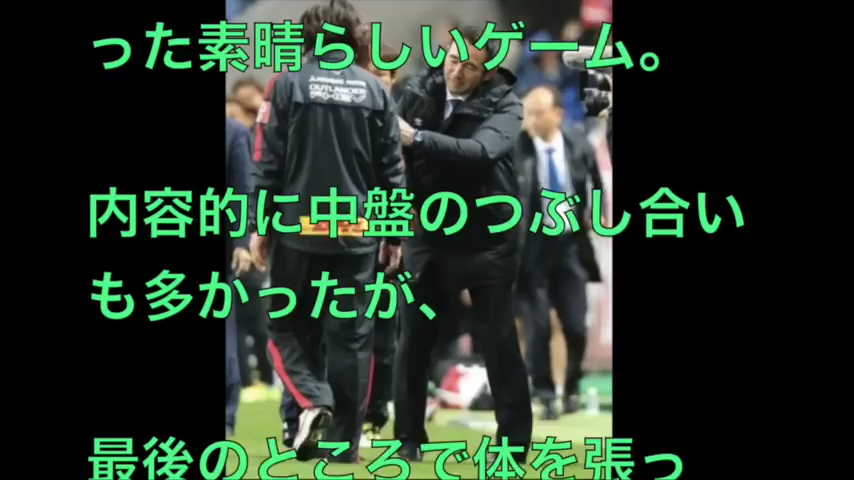 った素晴らしいゲーム。
OUTLANDER
PHEV
内容的に中盤のつぶし合い
も多かったが、
最後のところで体を張っ